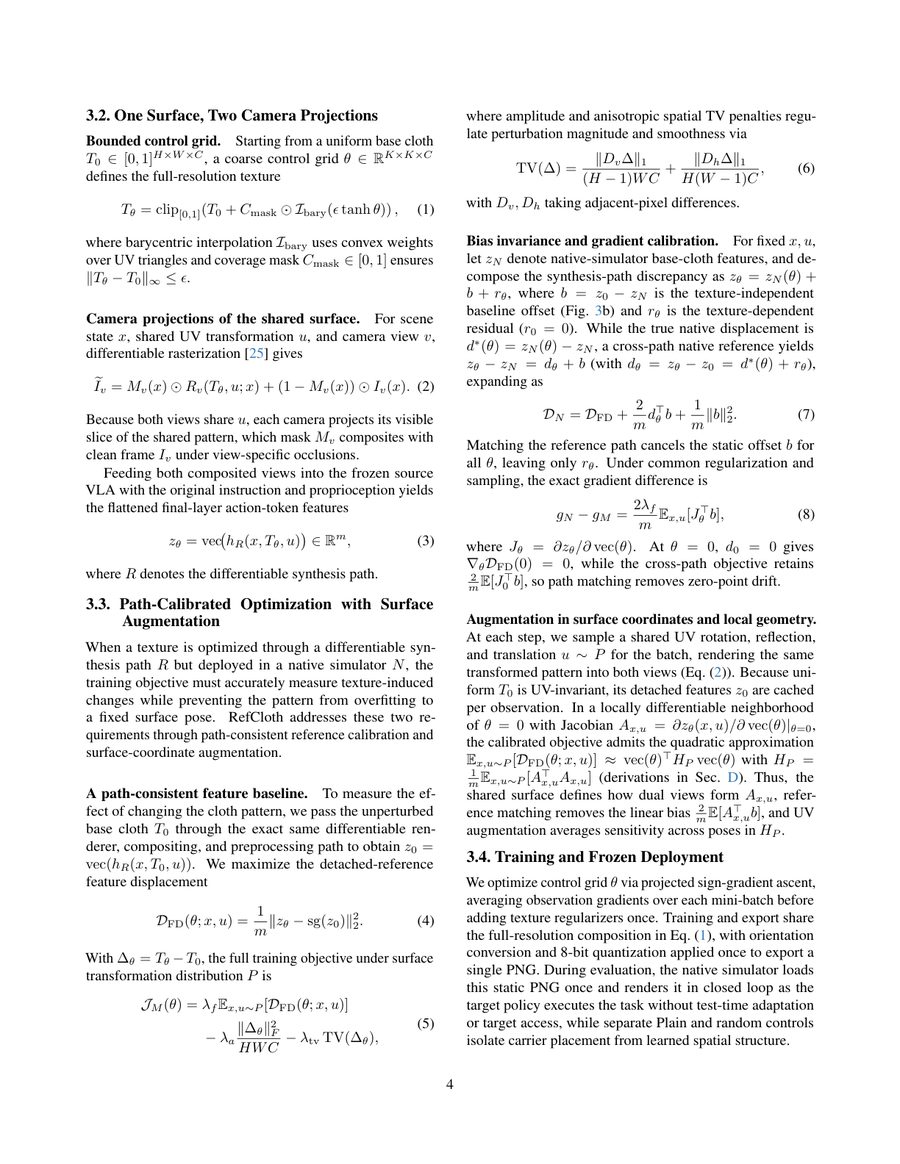 3.2. One Surface, Two Camera Projections
Bounded control grid. Starting from a uniform base cloth
T₀ ∈ [0, 1]^{H×W×C}, a coarse control grid θ ∈ ℝ^{K×K×C}
defines the full-resolution texture
T_θ = clip_{[0,1]}(T₀ + C_mask ⊙ 𝓘_bary(ϵ tanh θ)) , (1)
where barycentric interpolation 𝓘_bary uses convex weights
over UV triangles and coverage mask C_mask ∈ [0, 1] ensures
‖T_θ − T₀‖_∞ ≤ ϵ.
Camera projections of the shared surface. For scene
state x, shared UV transformation u, and camera view v,
differentiable rasterization [25] gives
Ĩ_v = M_v(x) ⊙ R_v(T_θ, u; x) + (1 − M_v(x)) ⊙ I_v(x). (2)
Because both views share u, each camera projects its visible
slice of the shared pattern, which mask M_v composites with
clean frame I_v under view-specific occlusions.
Feeding both composited views into the frozen source
VLA with the original instruction and proprioception yields
the flattened final-layer action-token features
z_θ = vec(h_R(x, T_θ, u)) ∈ ℝ^m, (3)
where R denotes the differentiable synthesis path.
3.3. Path-Calibrated Optimization with Surface
Augmentation
When a texture is optimized through a differentiable syn-
thesis path R but deployed in a native simulator N, the
training objective must accurately measure texture-induced
changes while preventing the pattern from overfitting to
a fixed surface pose. RefCloth addresses these two re-
quirements through path-consistent reference calibration and
surface-coordinate augmentation.
A path-consistent feature baseline. To measure the ef-
fect of changing the cloth pattern, we pass the unperturbed
base cloth T₀ through the exact same differentiable ren-
derer, compositing, and preprocessing path to obtain z₀ =
vec(h_R(x, T₀, u)). We maximize the detached-reference
feature displacement
𝒟_FD(θ; x, u) = \frac{1}{m}‖z_θ − sg(z₀)‖₂². (4)
With Δ_θ = T_θ − T₀, the full training objective under surface
transformation distribution P is
𝒥_M(θ) = λ_f 𝔼_{x,u∼P}[𝒟_FD(θ; x, u)]
− λ_a \frac{‖Δ_θ‖_F²}{HWC} − λ_tv TV(Δ_θ), (5)
where amplitude and anisotropic spatial TV penalties regu-
late perturbation magnitude and smoothness via
TV(Δ) = \frac{‖D_vΔ‖₁}{(H − 1)WC} + \frac{‖D_hΔ‖₁}{H(W − 1)C}, (6)
with D_v, D_h taking adjacent-pixel differences.
Bias invariance and gradient calibration. For fixed x, u,
let z_N denote native-simulator base-cloth features, and de-
compose the synthesis-path discrepancy as z_θ = z_N(θ) +
b + r_θ, where b = z₀ − z_N is the texture-independent
baseline offset (Fig. 3b) and r_θ is the texture-dependent
residual (r₀ = 0). While the true native displacement is
d*(θ) = z_N(θ) − z_N, a cross-path native reference yields
z_θ − z_N = d_θ + b (with d_θ = z_θ − z₀ = d*(θ) + r_θ),
expanding as
𝒟_N = 𝒟_FD + \frac{2}{m} d_θ^⊤ b + \frac{1}{m}‖b‖₂². (7)
Matching the reference path cancels the static offset b for
all θ, leaving only r_θ. Under common regularization and
sampling, the exact gradient difference is
g_N − g_M = \frac{2λ_f}{m} 𝔼_{x,u}[J_θ^⊤ b], (8)
where J_θ = ∂z_θ/∂ vec(θ). At θ = 0, d₀ = 0 gives
∇_θ𝒟_FD(0) = 0, while the cross-path objective retains
\frac{2}{m}𝔼[J₀^⊤ b], so path matching removes zero-point drift.
Augmentation in surface coordinates and local geometry.
At each step, we sample a shared UV rotation, reflection,
and translation u ∼ P for the batch, rendering the same
transformed pattern into both views (Eq. (2)). Because uni-
form T₀ is UV-invariant, its detached features z₀ are cached
per observation. In a locally differentiable neighborhood
of θ = 0 with Jacobian A_{x,u} = ∂z_θ(x, u)/∂ vec(θ)|_{θ=0},
the calibrated objective admits the quadratic approximation
𝔼_{x,u∼P}[𝒟_FD(θ; x, u)] ≈ vec(θ)^⊤ H_P vec(θ) with H_P =
\frac{1}{m}𝔼_{x,u∼P}[A_{x,u}^⊤ A_{x,u}] (derivations in Sec. D). Thus, the
shared surface defines how dual views form A_{x,u}, refer-
ence matching removes the linear bias \frac{2}{m}𝔼[A_{x,u}^⊤ b], and UV
augmentation averages sensitivity across poses in H_P.
3.4. Training and Frozen Deployment
We optimize control grid θ via projected sign-gradient ascent,
averaging observation gradients over each mini-batch before
adding texture regularizers once. Training and export share
the full-resolution composition in Eq. (1), with orientation
conversion and 8-bit quantization applied once to export a
single PNG. During evaluation, the native simulator loads
this static PNG once and renders it in closed loop as the
target policy executes the task without test-time adaptation
or target access, while separate Plain and random controls
isolate carrier placement from learned spatial structure.
4